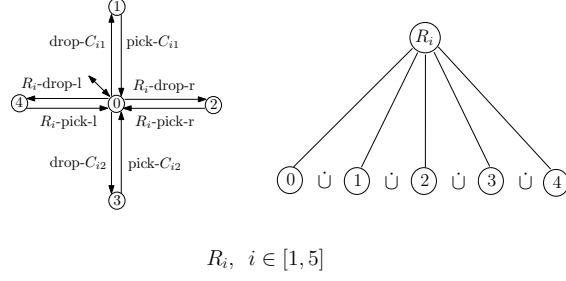 1
drop-C_{i1} pick-C_{i1}
R_i-drop-l R_i-drop-r
4 0 2
R_i-pick-l R_i-pick-r
drop-C_{i2} pick-C_{i2}
3
R_i
0 ∪̇ 1 ∪̇ 2 ∪̇ 3 ∪̇ 4
R_i, i ∈ [1, 5]